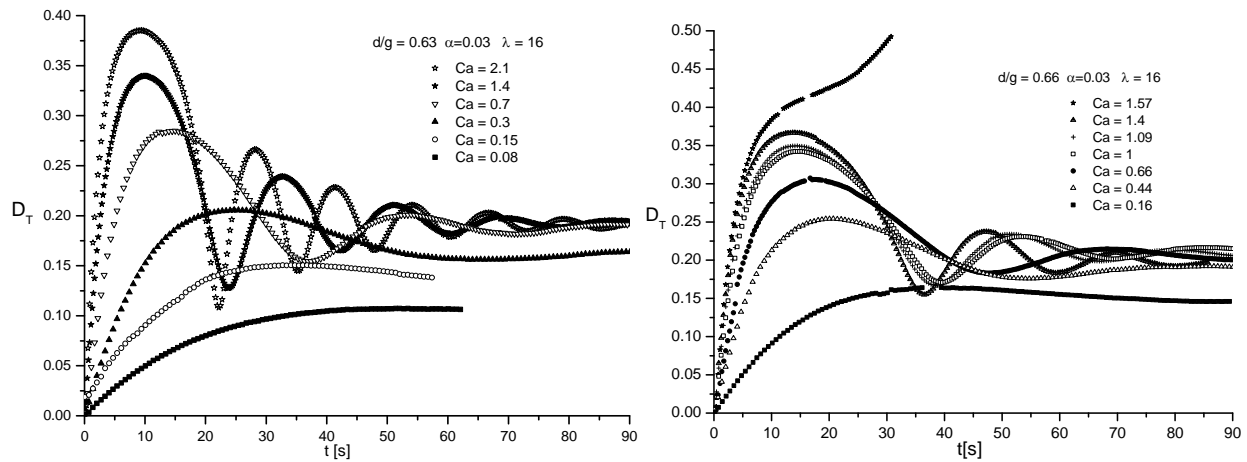 d/g = 0.63 α=0.03 λ = 16
Ca = 2.1
Ca = 1.4
Ca = 0.7
Ca = 0.3
Ca = 0.15
Ca = 0.08
0.40
0.35
0.30
0.25
0.20
0.15
0.10
0.05
0.00
D_T
0 10 20 30 40 50 60 70 80 90
t [s]
d/g = 0.66 α=0.03 λ = 16
Ca = 1.57
Ca = 1.4
Ca = 1.09
Ca = 1
Ca = 0.66
Ca = 0.44
Ca = 0.16
0.50
0.45
0.40
0.35
0.30
0.25
0.20
0.15
0.10
0.05
0.00
D_T
0 10 20 30 40 50 60 70 80 90
t[s]